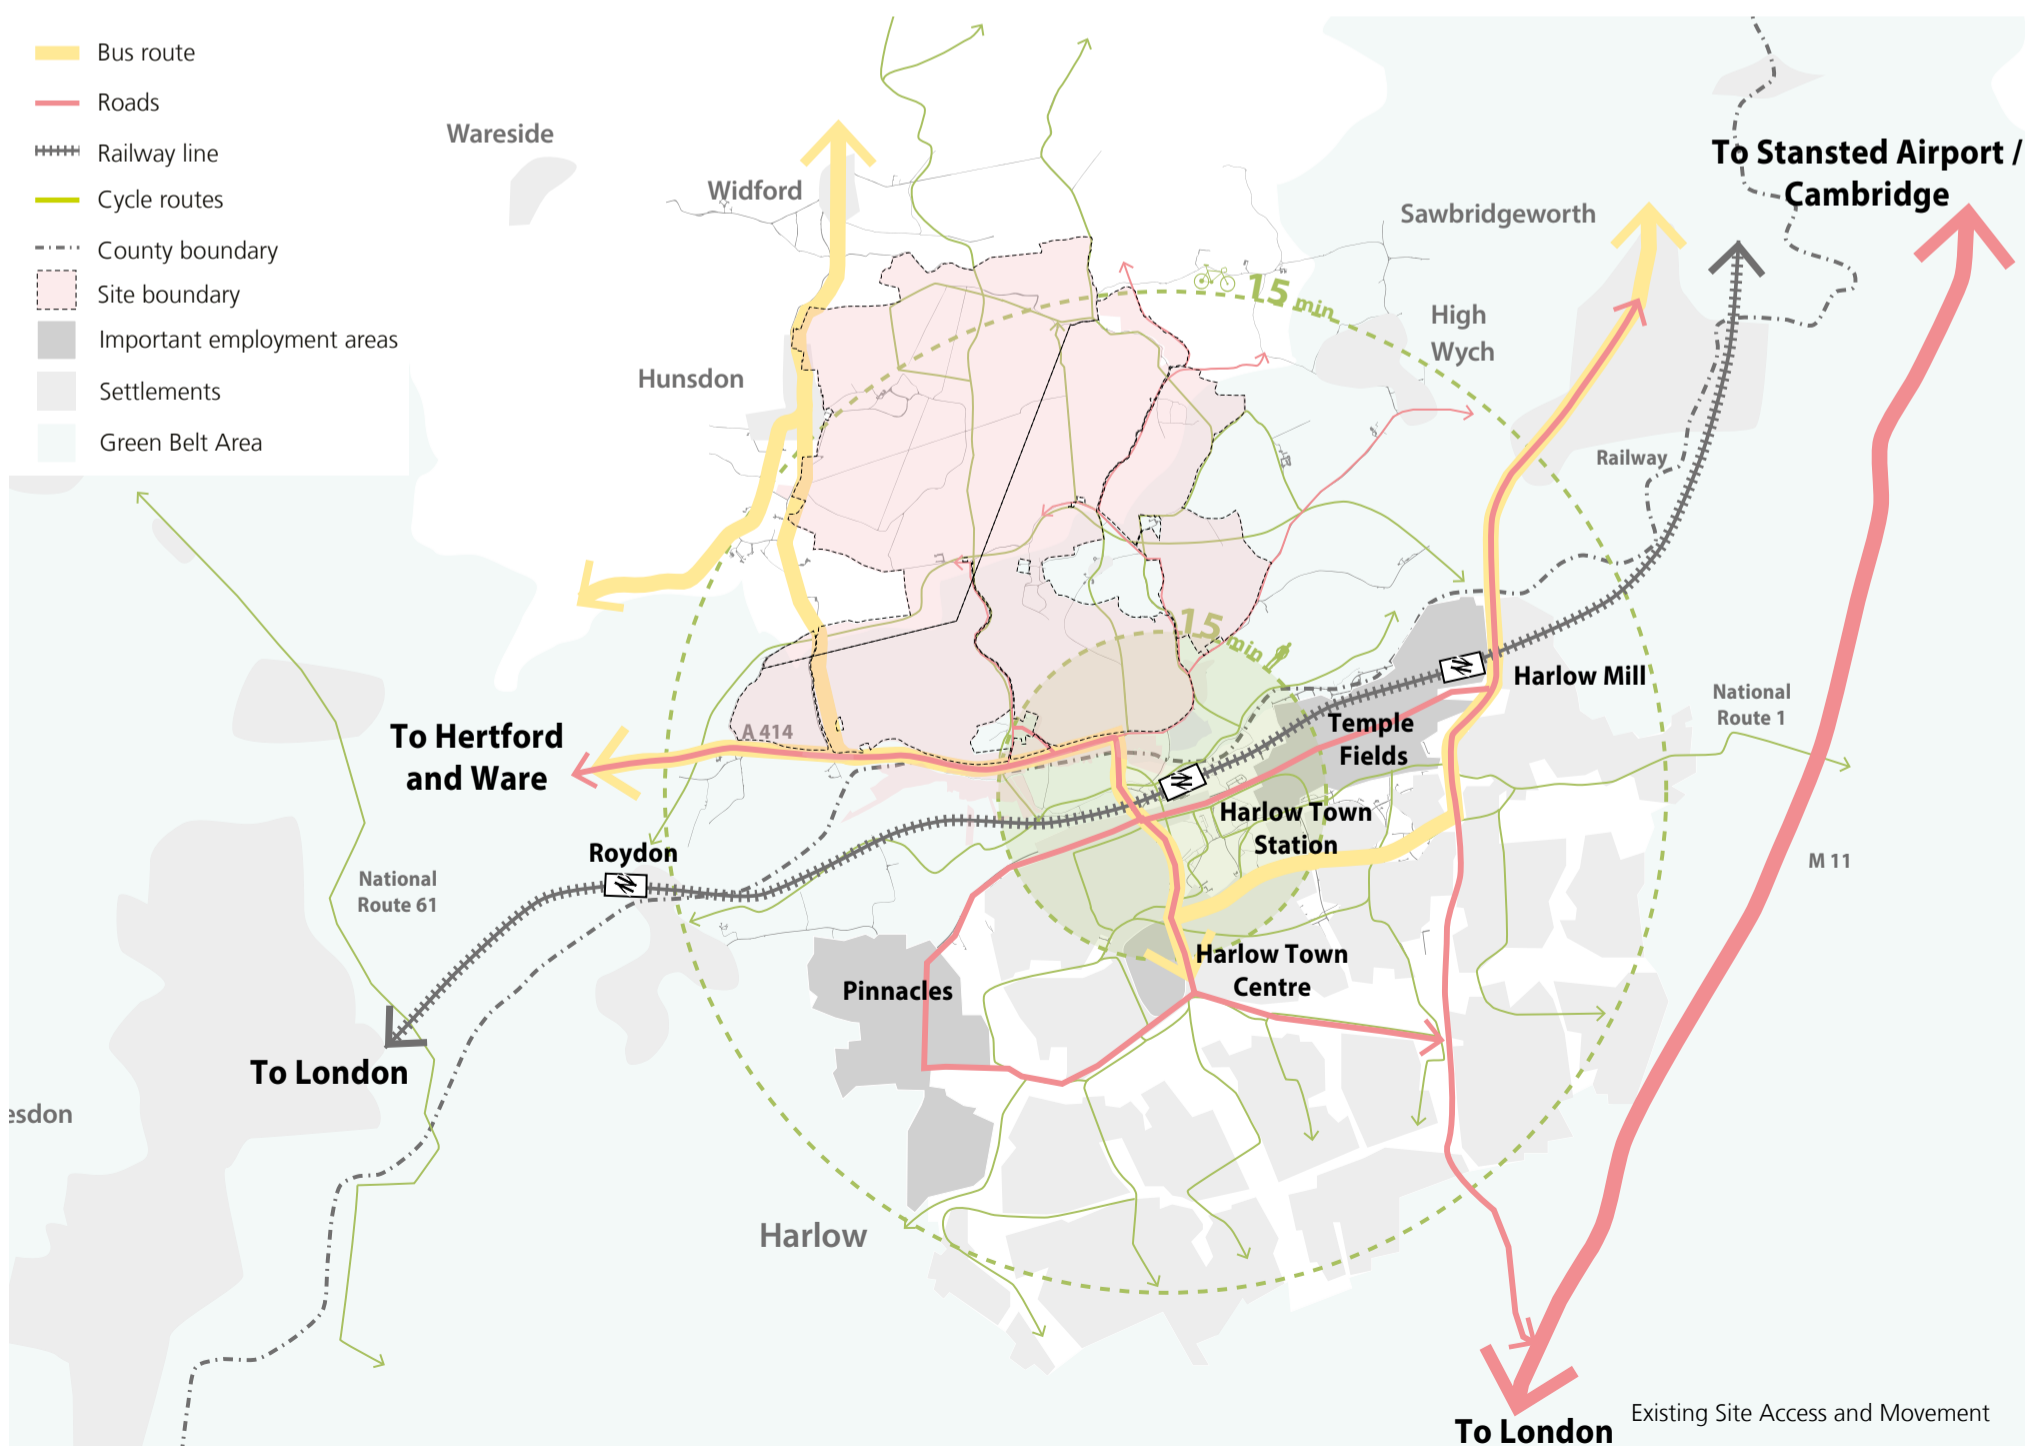 Bus route
Roads
Railway line
Cycle routes
County boundary
Site boundary
Important employment areas
Settlements
Green Belt Area
Wareside
Widford
Hunsdon
To Stansted Airport /
Cambridge
Sawbridgeworth
15 min
High
Wych
Railway
15 min
Harlow Mill
National
Route 1
Temple
Fields
A 414
To Hertford
and Ware
Harlow Town
Station
Roydon
M 11
National
Route 61
Harlow Town
Centre
Pinnacles
To London
esdon
Harlow
Existing Site Access and Movement
To London